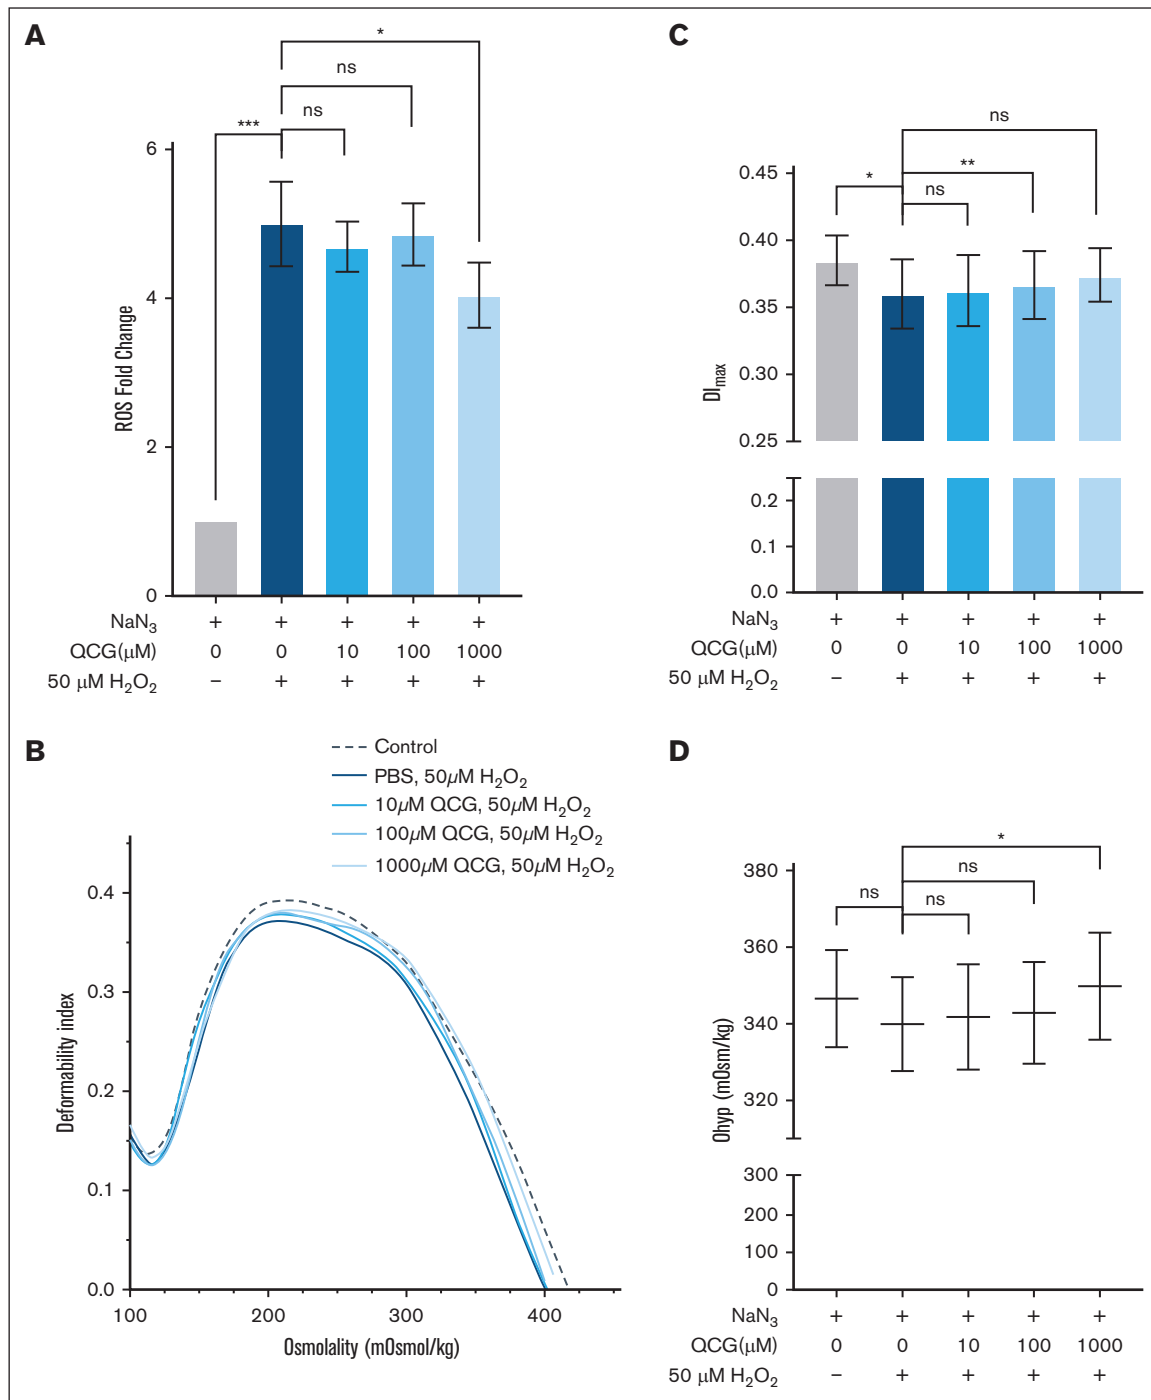 A
*
ns
ns
***
6
4
2
0
ROS Fold Change
NaN3 + + + + +
QCG(μM) 0 0 10 100 1000
50 μM H2O2 – + + + +
C
ns
**
*
ns
0.45
0.40
0.35
0.30
0.25
0.2
0.1
0.0
DImax
NaN3 + + + + +
QCG(μM) 0 0 10 100 1000
50 μM H2O2 – + + + +
B
Control
PBS, 50μM H2O2
10μM QCG, 50μM H2O2
100μM QCG, 50μM H2O2
1000μM QCG, 50μM H2O2
0.4
0.3
0.2
0.1
0.0
Deformability index
100 200 300 400
Osmolality (mOsmol/kg)
D
*
ns
ns
ns
380
360
340
320
300
200
100
0
Ohyp (mOsm/kg)
NaN3 + + + + +
QCG(μM) 0 0 10 100 1000
50 μM H2O2 – + + + +